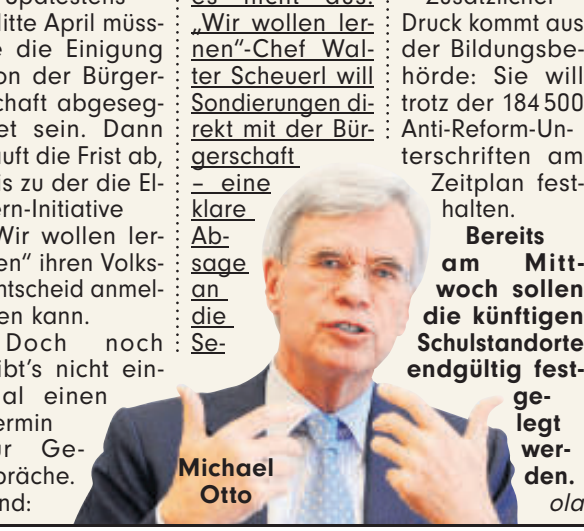 Spätestens
litte April müss-
e die Einigung
on der Bürger-
chaft abgeseg-
et sein. Dann
uft die Frist ab,
is zu der die El-
rn-Initiative
Wir wollen ler-
en“ ihren Volks-
ntscheid anmel-
en kann.
Doch noch
ibt's nicht ein-
al einen
ermin
ur Ge-
präche.
nd:
es nicht aus:
„Wir wollen ler-
nen“-Chef Wal-
ter Scheuerl will
Sondierungen di-
rekt mit der Bür-
gerschaft
– eine
klare
Ab-
sage
an
die
Se-
Michael
Otto
Zusätzlicher
Druck kommt aus
der Bildungsbe-
hörde: Sie will
trotz der 184 500
Anti-Reform-Un-
terschriften am
Zeitplan fest-
halten.
Bereits
am Mitt-
woch sollen
die künftigen
Schulstandorte
endgültig fest-
ge-
legt
wer-
den.
ola